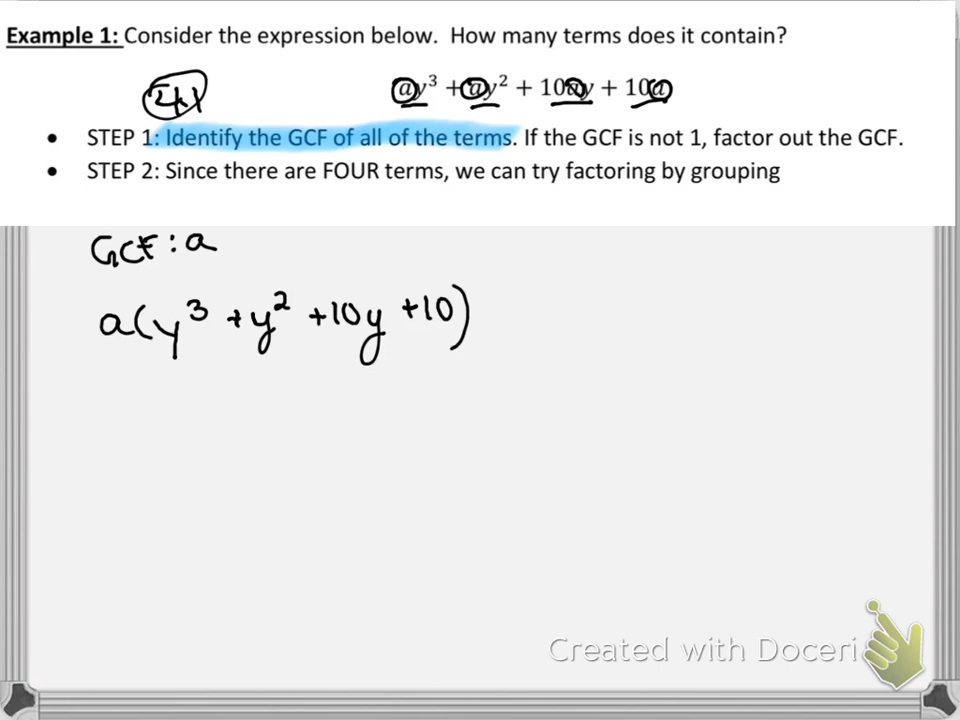 Example 1: Consider the expression below. How many terms does it contain?
ay³ + ay² + 10ay + 10a
STEP 1: Identify the GCF of all of the terms. If the GCF is not 1, factor out the GCF.
STEP 2: Since there are FOUR terms, we can try factoring by grouping
GCF : a
a(y³ + y² + 10y + 10)
Created with Doceri